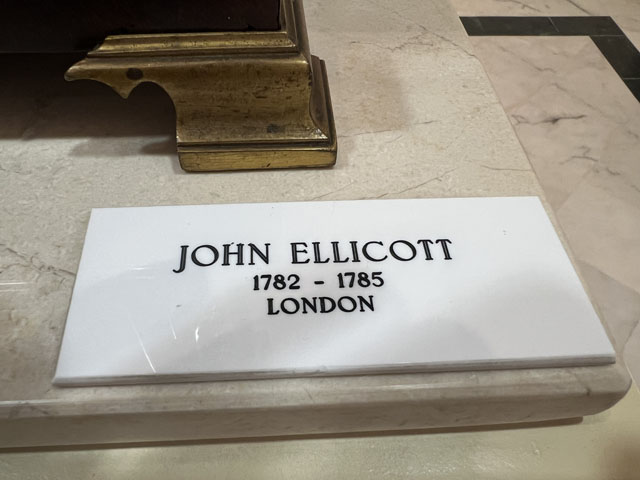 JOHN ELLICOTT
1782 - 1785
LONDON